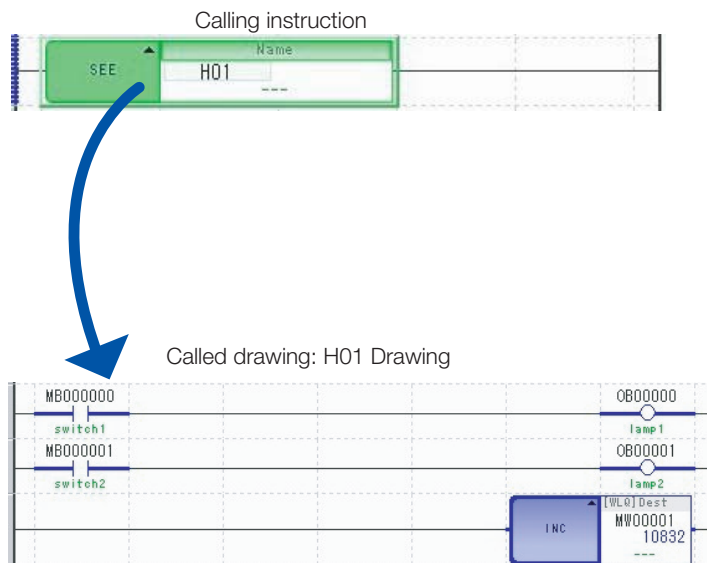 Calling instruction
Name
SEE
H01
---
Called drawing: H01 Drawing
MB000000
OB00000
switch1
lamp1
MB000001
OB00001
switch2
lamp2
[WLQ]Dest
INC
MW00001
10832
---